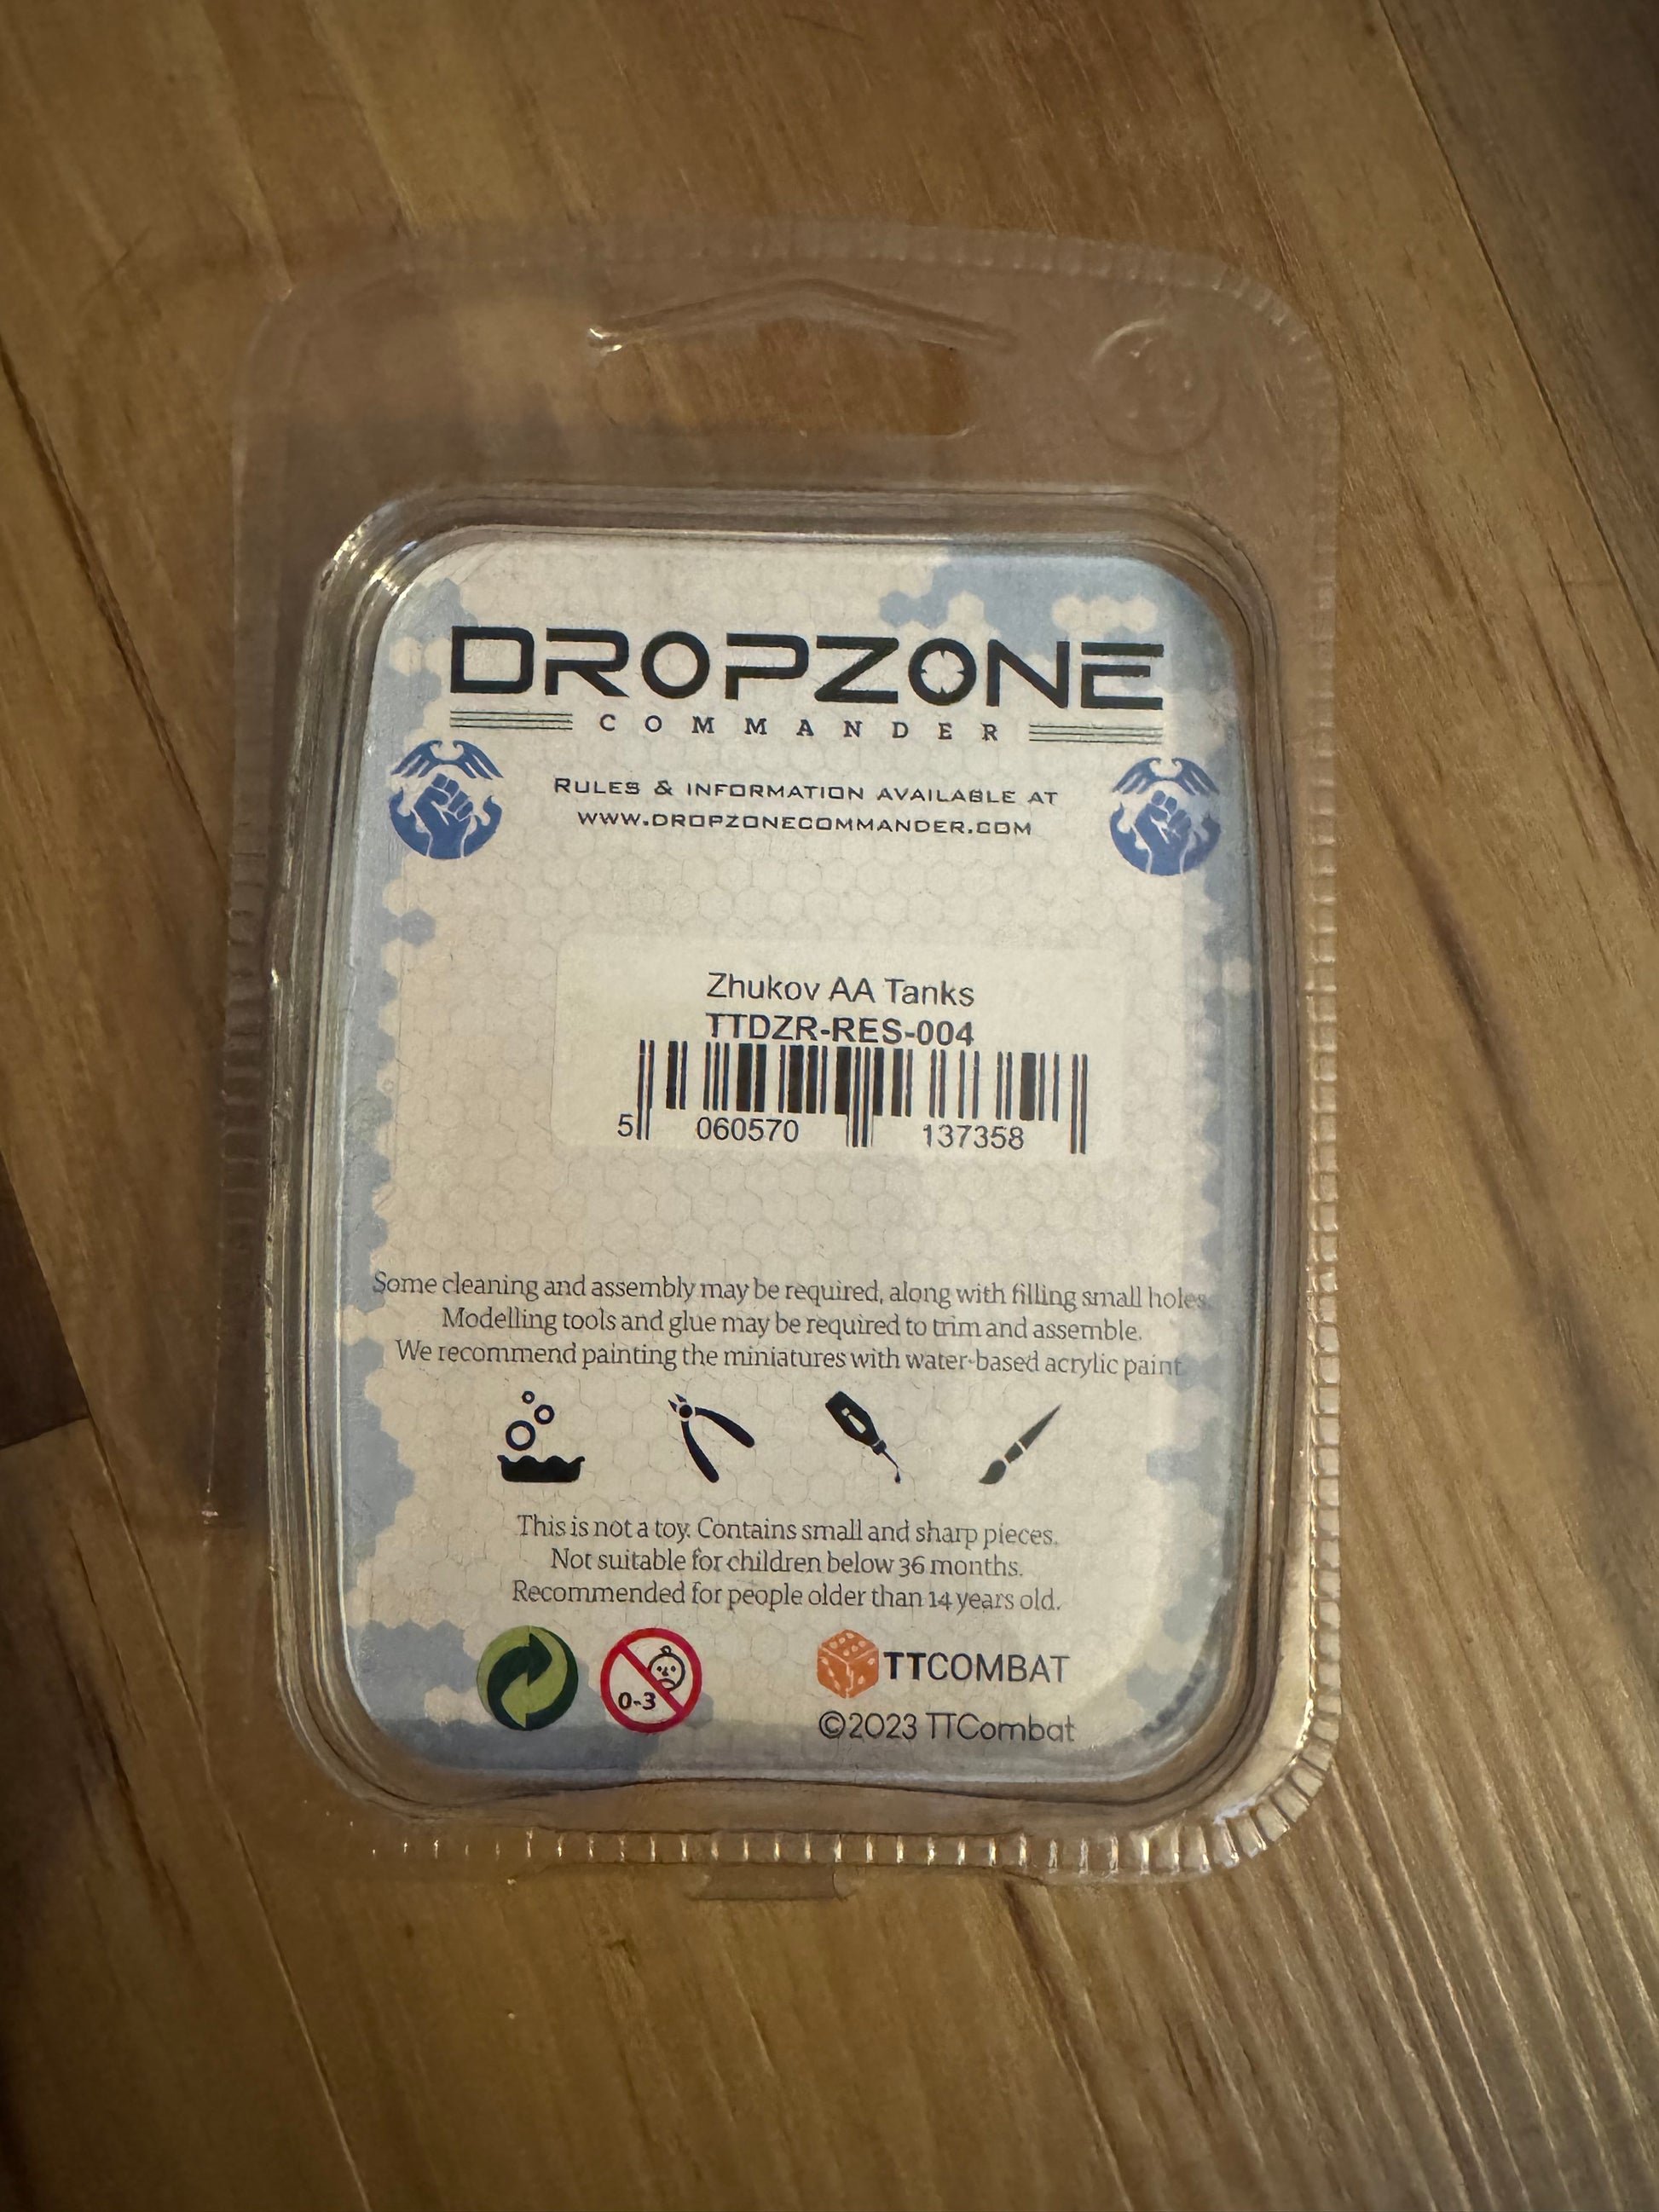 DROPZONE
COMMANDER
RULES & INFORMATION AVAILABLE AT
WWW.DROPZONECOMMANDER.COM
Zhukov AA Tanks
TTDZR-RES-004
5 060570 137358
Some cleaning and assembly may be required, along with filling small holes.
Modelling tools and glue may be required to trim and assemble.
We recommend painting the miniatures with water-based acrylic paint
This is not a toy. Contains small and sharp pieces.
Not suitable for children below 36 months.
Recommended for people older than 14 years old.
0-3
TTCOMBAT
©2023 TTCombat